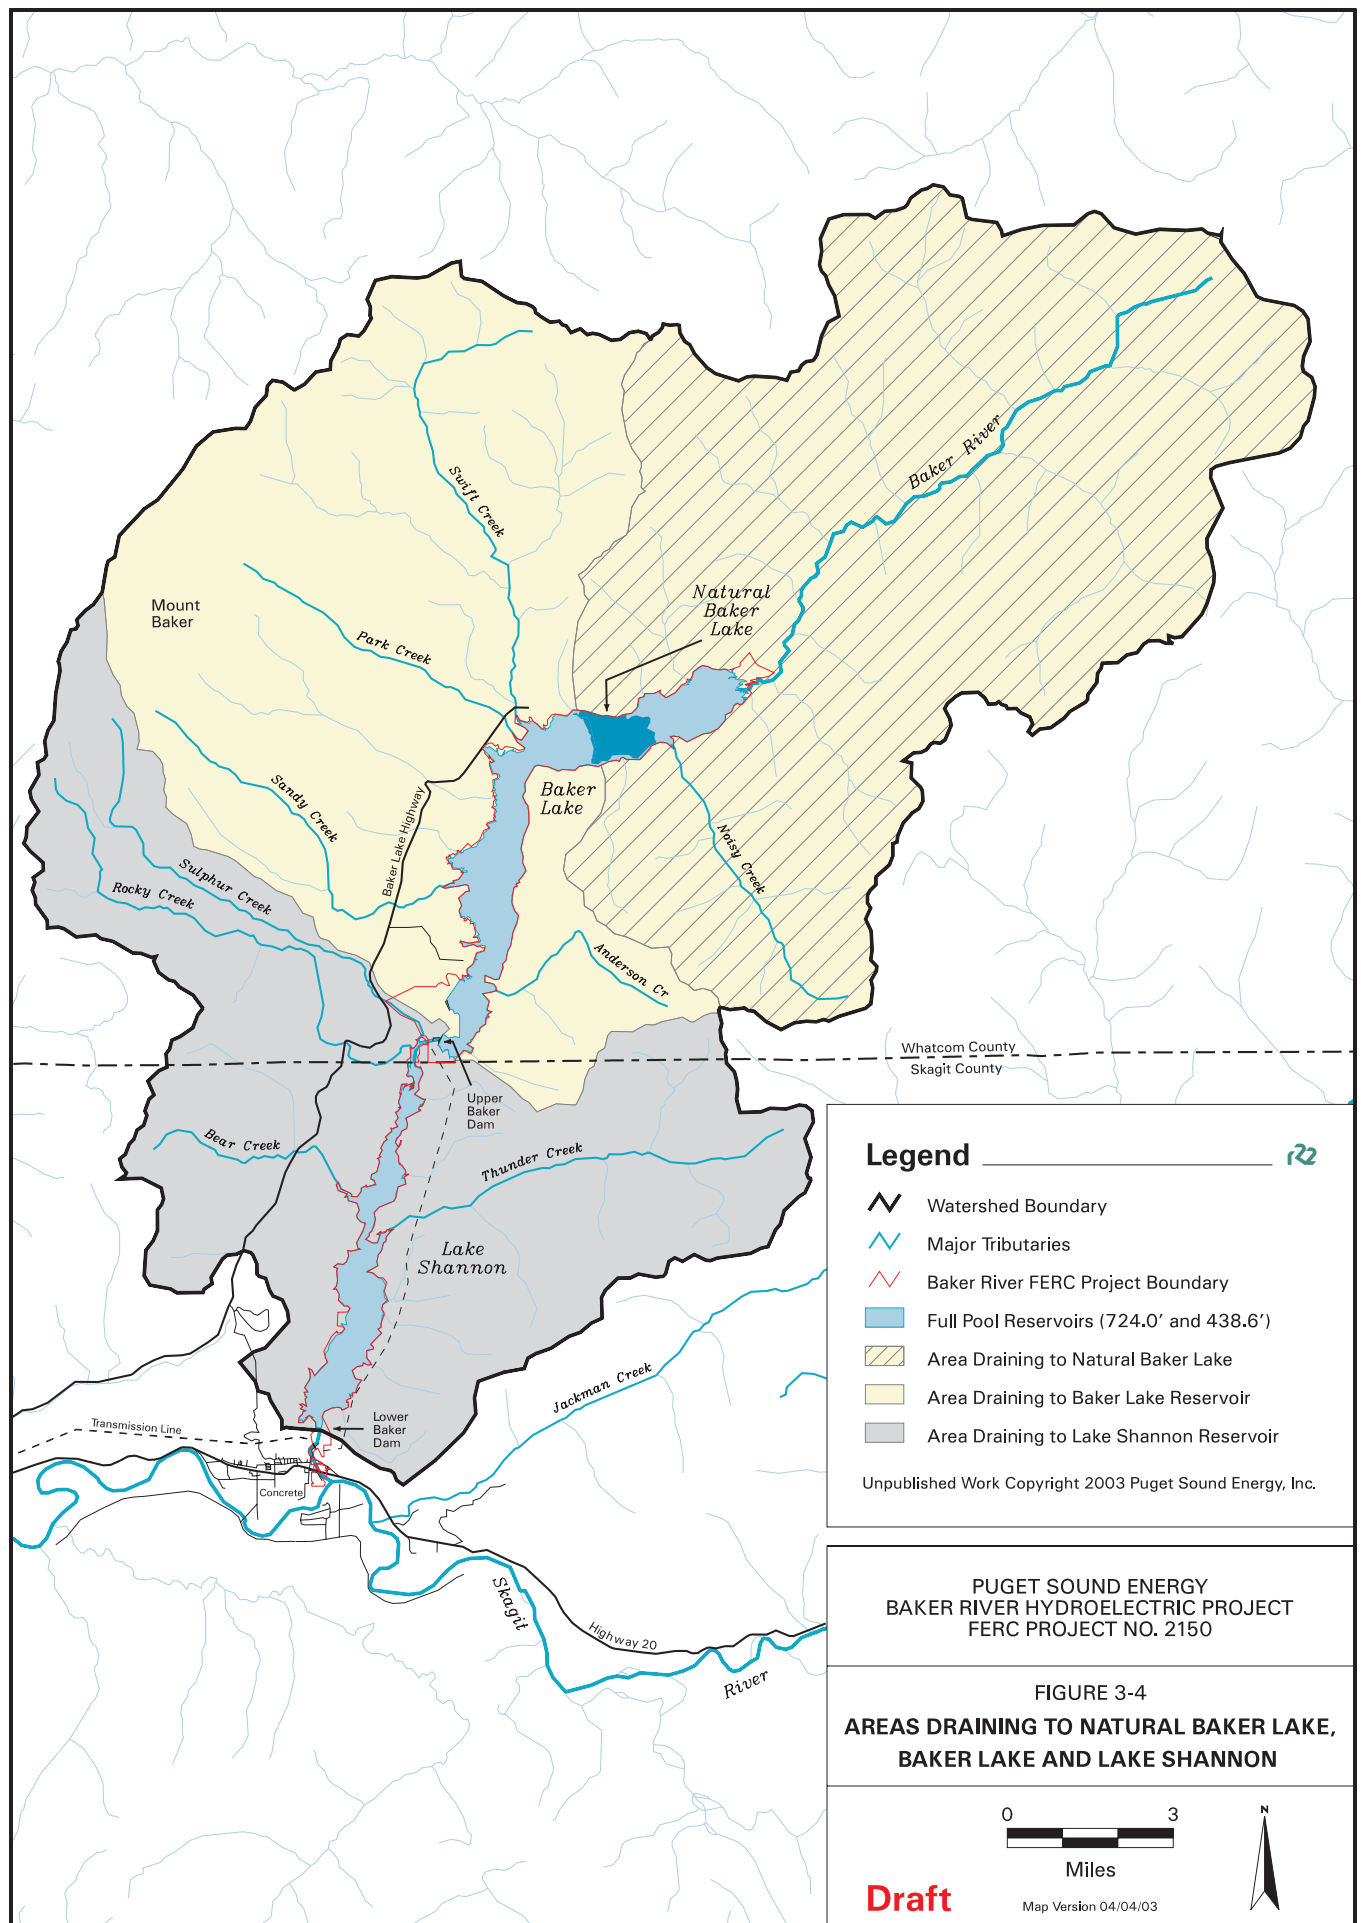 Baker River
Swift Creek
Natural
Baker
Lake
Mount
Baker
Park Creek
Baker
Lake
Sandy Creek
Baker Lake Highway
Noisy Creek
Sulphur Creek
Rocky Creek
Anderson Cr
Whatcom County
Skagit County
Upper
Baker
Dam
Bear Creek
Thunder Creek
Lake
Shannon
Jackman Creek
Lower
Baker
Dam
Transmission Line
Concrete
Skagit
River
Highway 20
Legend
r22
Watershed Boundary
Major Tributaries
Baker River FERC Project Boundary
Full Pool Reservoirs (724.0' and 438.6')
Area Draining to Natural Baker Lake
Area Draining to Baker Lake Reservoir
Area Draining to Lake Shannon Reservoir
Unpublished Work Copyright 2003 Puget Sound Energy, Inc.
PUGET SOUND ENERGY
BAKER RIVER HYDROELECTRIC PROJECT
FERC PROJECT NO. 2150
FIGURE 3-4
AREAS DRAINING TO NATURAL BAKER LAKE,
BAKER LAKE AND LAKE SHANNON
0 3
Miles
N
Draft
Map Version 04/04/03